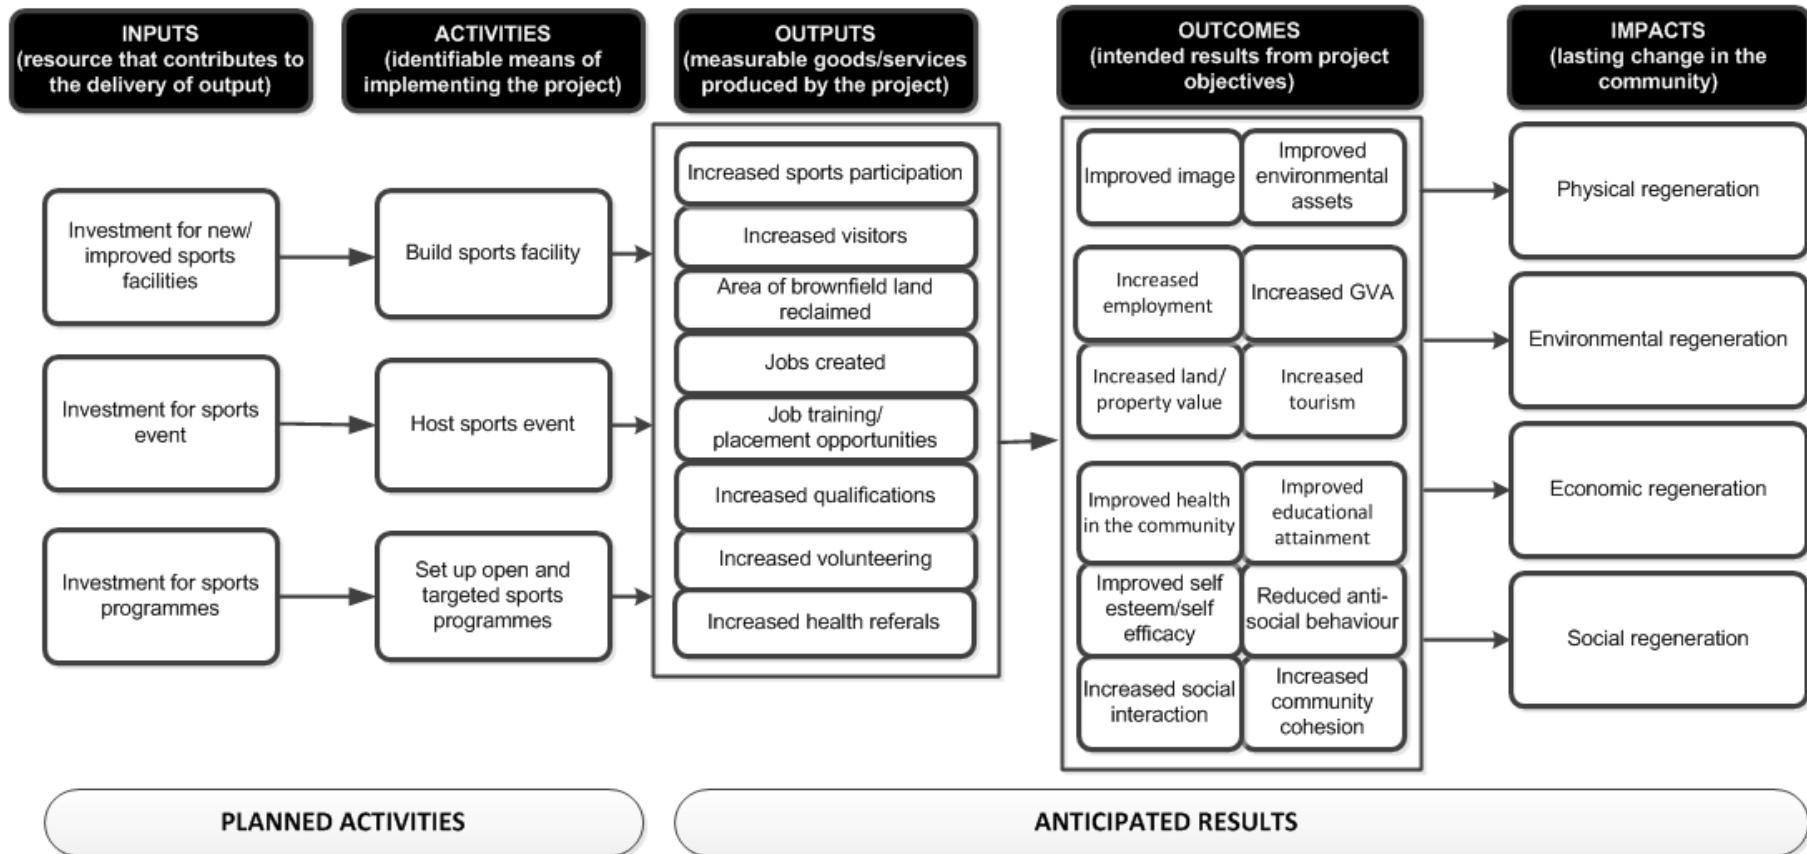 INPUTS
(resource that contributes to
the delivery of output)
ACTIVITIES
(identifiable means of
implementing the project)
OUTPUTS
(measurable goods/services
produced by the project)
OUTCOMES
(intended results from project
objectives)
IMPACTS
(lasting change in the
community)
Investment for new/
improved sports
facilities
Investment for sports
event
Investment for sports
programmes
Build sports facility
Host sports event
Set up open and
targeted sports
programmes
Increased sports participation
Increased visitors
Area of brownfield land
reclaimed
Jobs created
Job training/
placement opportunities
Increased qualifications
Increased volunteering
Increased health referals
Improved image
Improved
environmental
assets
Increased
employment
Increased GVA
Increased land/
property value
Increased
tourism
Improved health
in the community
Improved
educational
attainment
Improved self
esteem/self
efficacy
Reduced anti-
social behaviour
Increased social
interaction
Increased
community
cohesion
Physical regeneration
Environmental regeneration
Economic regeneration
Social regeneration
PLANNED ACTIVITIES
ANTICIPATED RESULTS